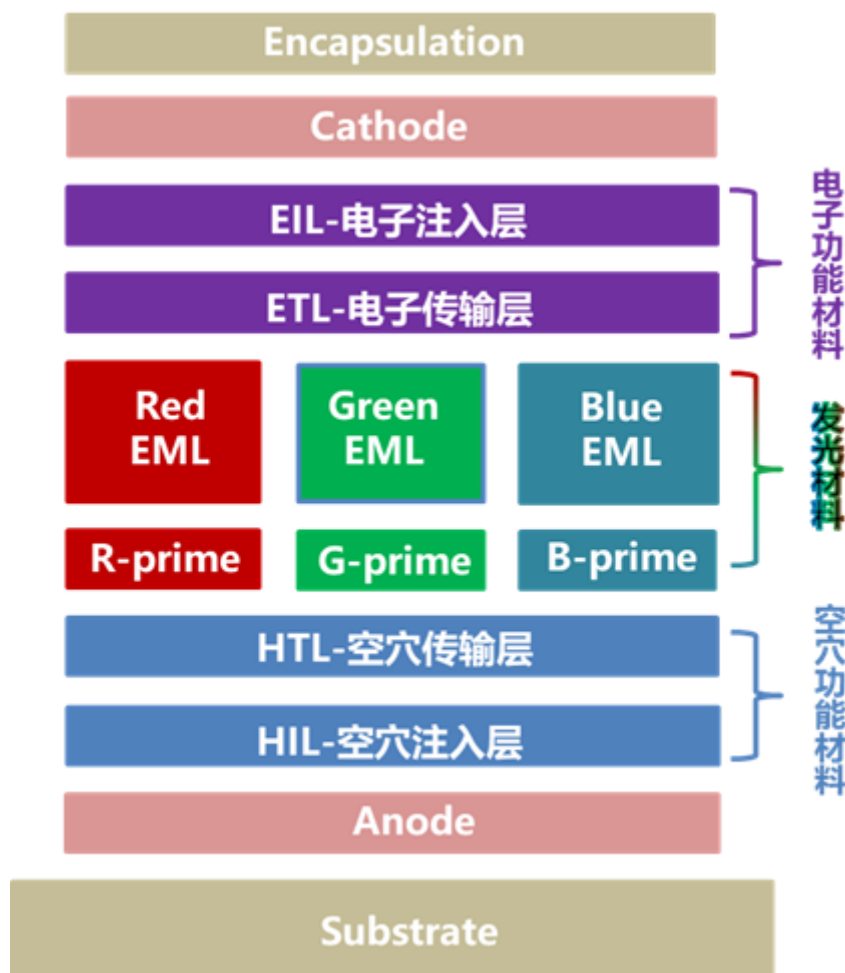 Encapsulation
Cathode
EIL-电子注入层
ETL-电子传输层
电子功能材料
Red
EML
Green
EML
Blue
EML
发光材料
R-prime
G-prime
B-prime
HTL-空穴传输层
HIL-空穴注入层
空穴功能材料
Anode
Substrate